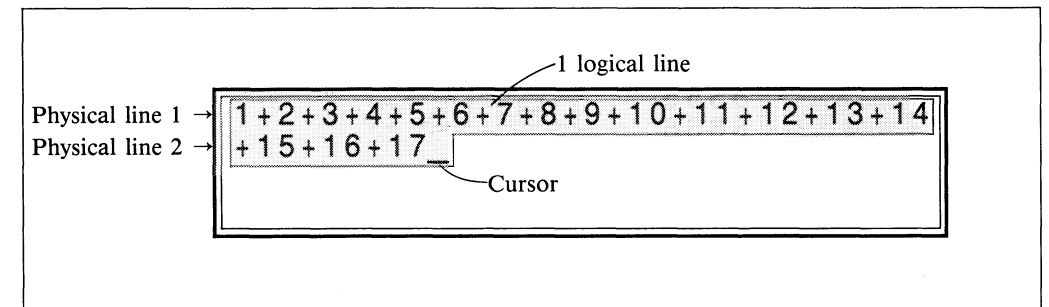 1 logical line
Physical line 1 → 1+2+3+4+5+6+7+8+9+10+11+12+13+14
Physical line 2 → +15+16+17_
Cursor